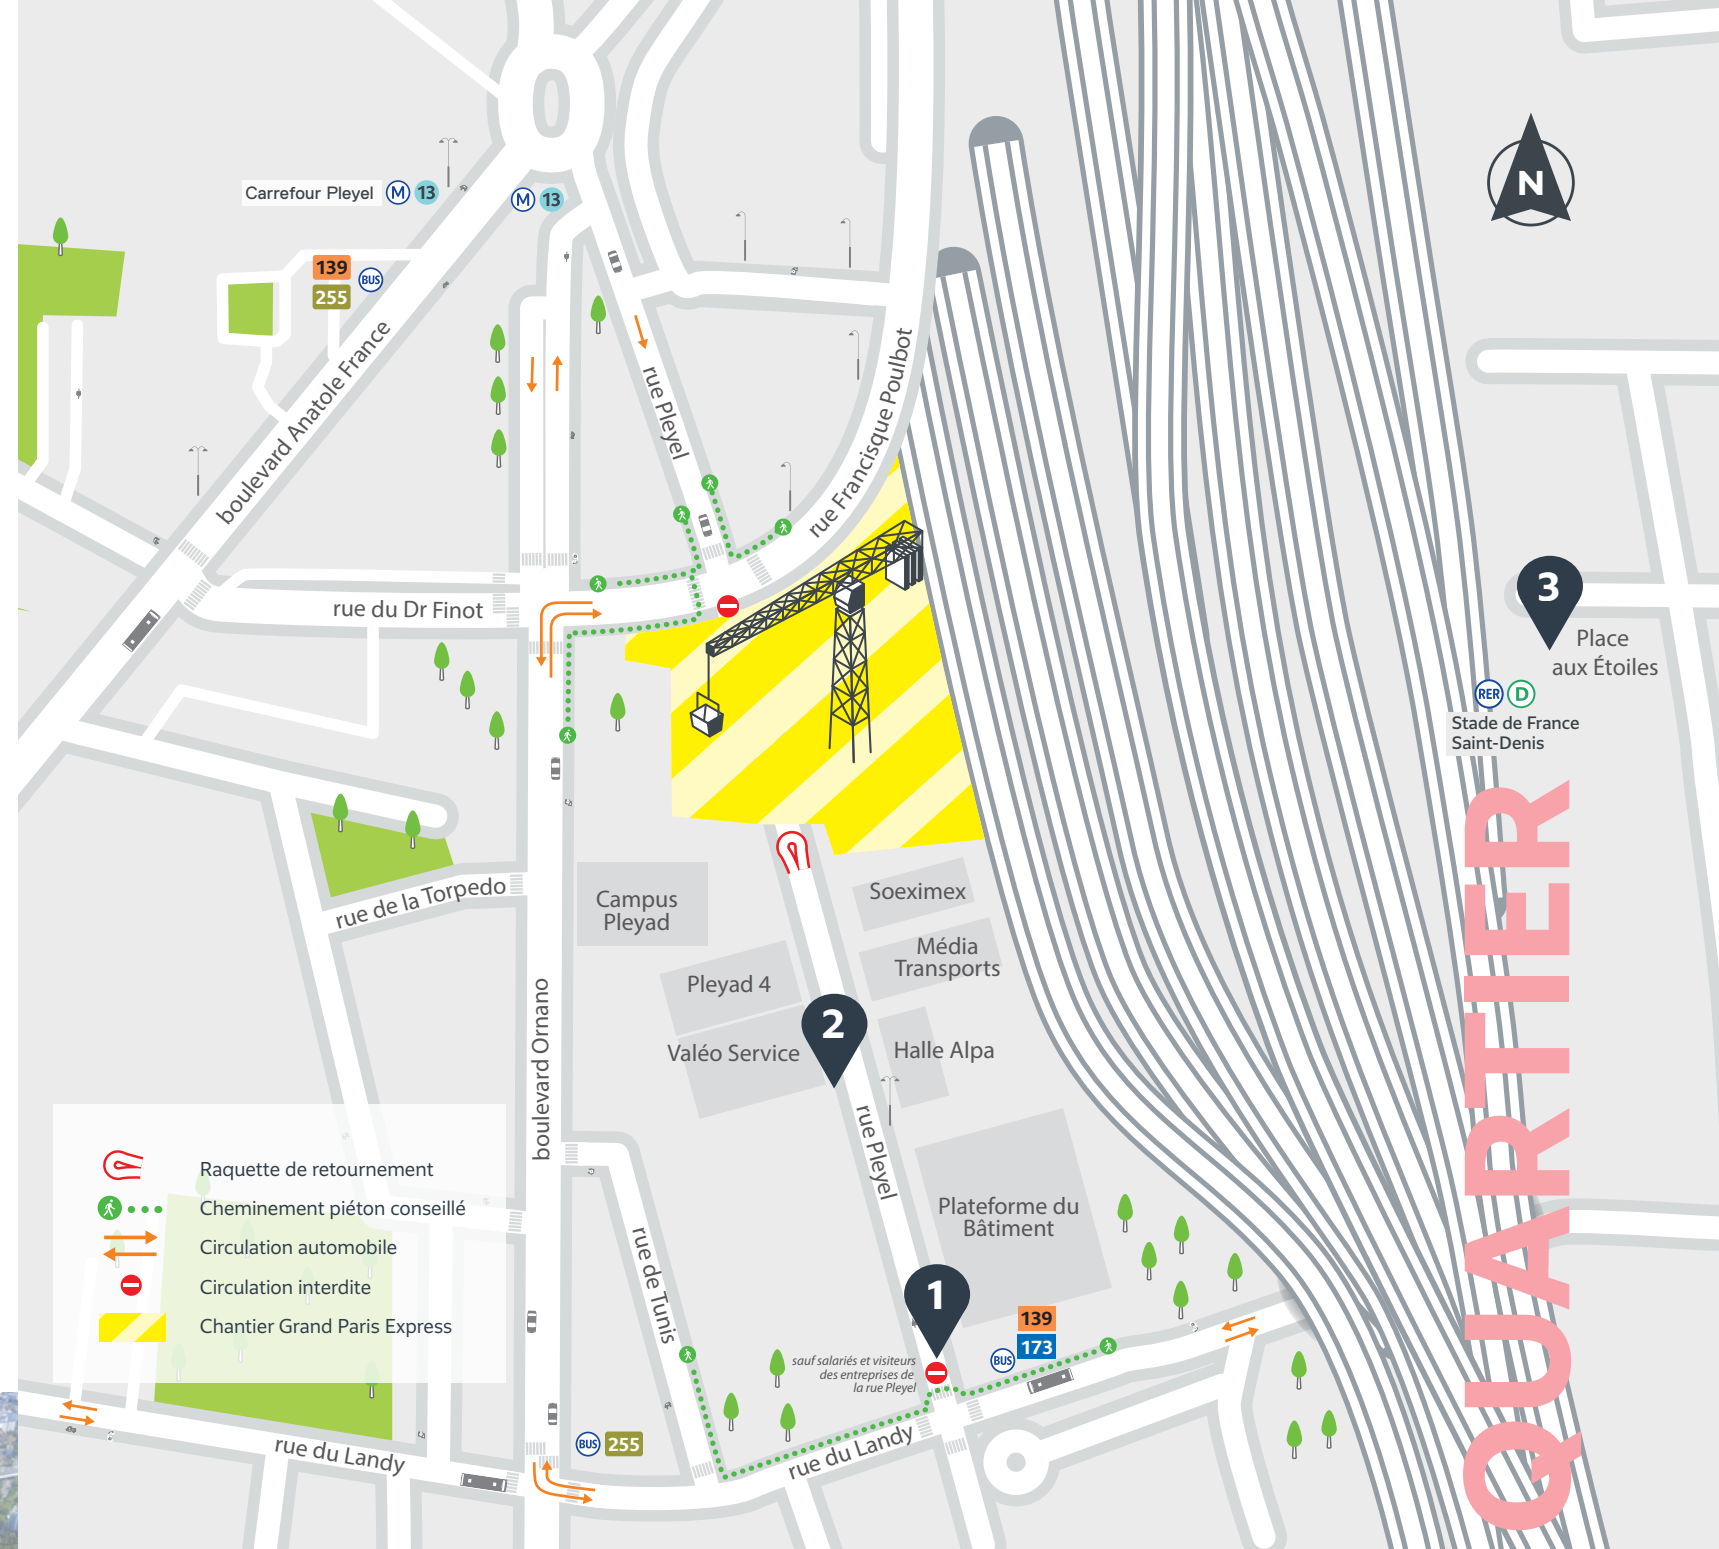 N
Carrefour Pleyel M 13
M 13
139
BUS
255
boulevard Anatole France
rue Pleyel
rue Francisque Poulbot
rue du Dr Finot
3
Place
aux Étoiles
RER D
Stade de France
Saint-Denis
QUARTIER
rue de la Torpedo
Campus
Pleyad
Soeximex
Média
Transports
Pleyad 4
2
Valéo Service
Halle Alpa
boulevard Ornano
rue Pleyel
Plateforme du
Bâtiment
rue de Tunis
1
139
BUS 173
sauf salariés et visiteurs
des entreprises de
la rue Pleyel
Raquette de retournement
Cheminement piéton conseillé
Circulation automobile
Circulation interdite
Chantier Grand Paris Express
rue du Landy
BUS 255
rue du Landy